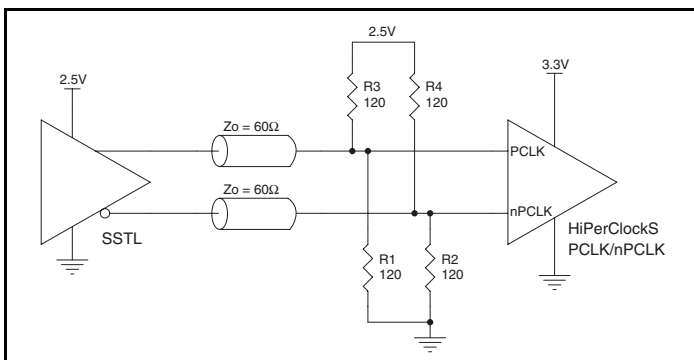 2.5V
2.5V
3.3V
R3
120
R4
120
Zo = 60Ω
PCLK
Zo = 60Ω
nPCLK
SSTL
HiPerClockS
PCLK/nPCLK
R1
120
R2
120